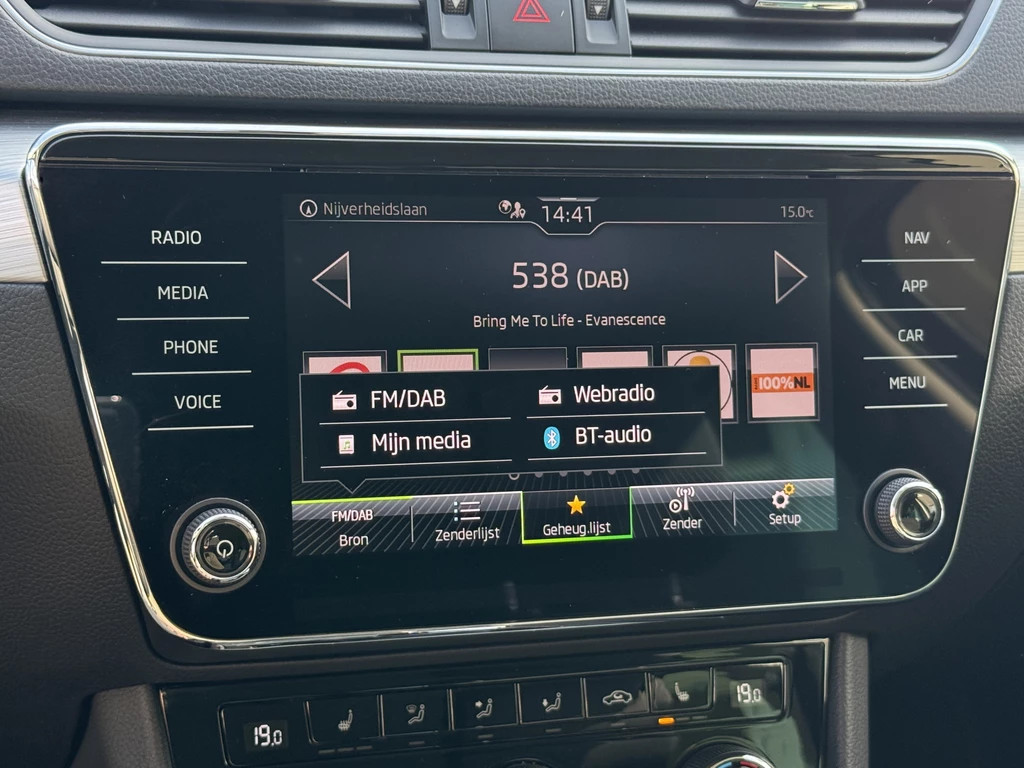 RADIO
MEDIA
PHONE
VOICE
Nijverheidslaan
14:41
15.0°C
538 (DAB)
Bring Me To Life - Evanescence
100%NL
FM/DAB
Webradio
Mijn media
BT-audio
FM/DAB
Bron
Zenderlijst
Geheug.lijst
Zender
Setup
NAV
APP
CAR
MENU
19.0
19.0